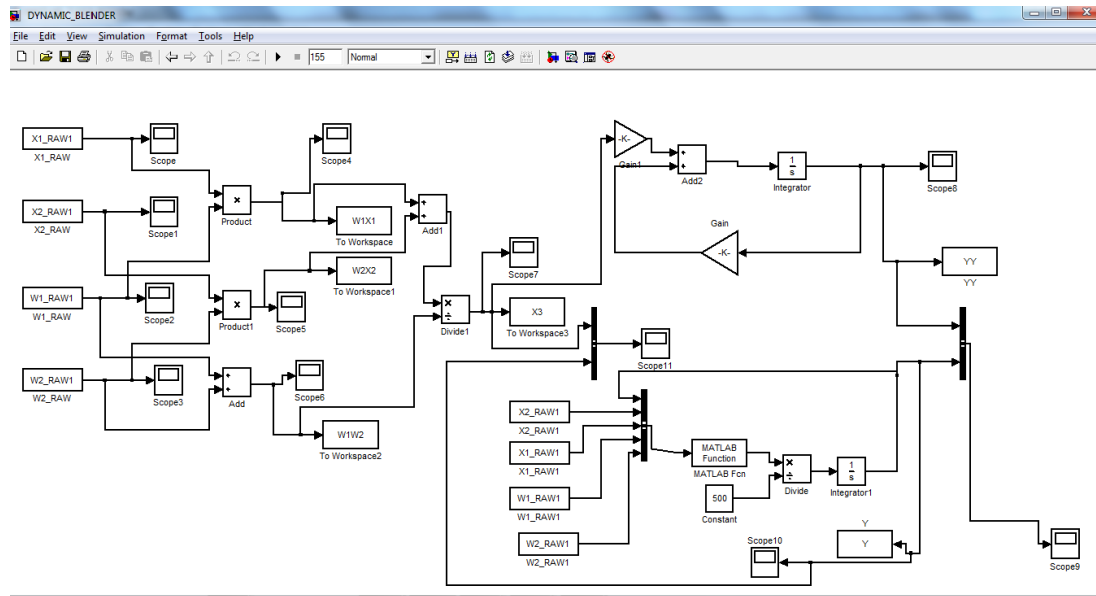 DYNAMIC_BLENDER
File Edit View Simulation Format Tools Help
155 Normal
X1_RAW1
X1_RAW
Scope
Scope4
-K-
Gain1
Add2
1
s
Integrator
Scope8
X2_RAW1
X2_RAW
Scope1
×
Product
W1X1
To Workspace
Add1
Gain
-K-
YY
YY
W2X2
To Workspace1
Scope7
W1_RAW1
W1_RAW
Scope2
×
Product1
Scope5
×
÷
Divide1
X3
To Workspace3
Scope11
W2_RAW1
W2_RAW
Scope3
+
+
Add
Scope6
W1W2
To Workspace2
X2_RAW1
X2_RAW1
X1_RAW1
X1_RAW1
W1_RAW1
W1_RAW1
W2_RAW1
W2_RAW1
MATLAB
Function
MATLAB Fcn
500
Constant
×
÷
Divide
1
s
Integrator1
Y
Y
Scope10
Scope9